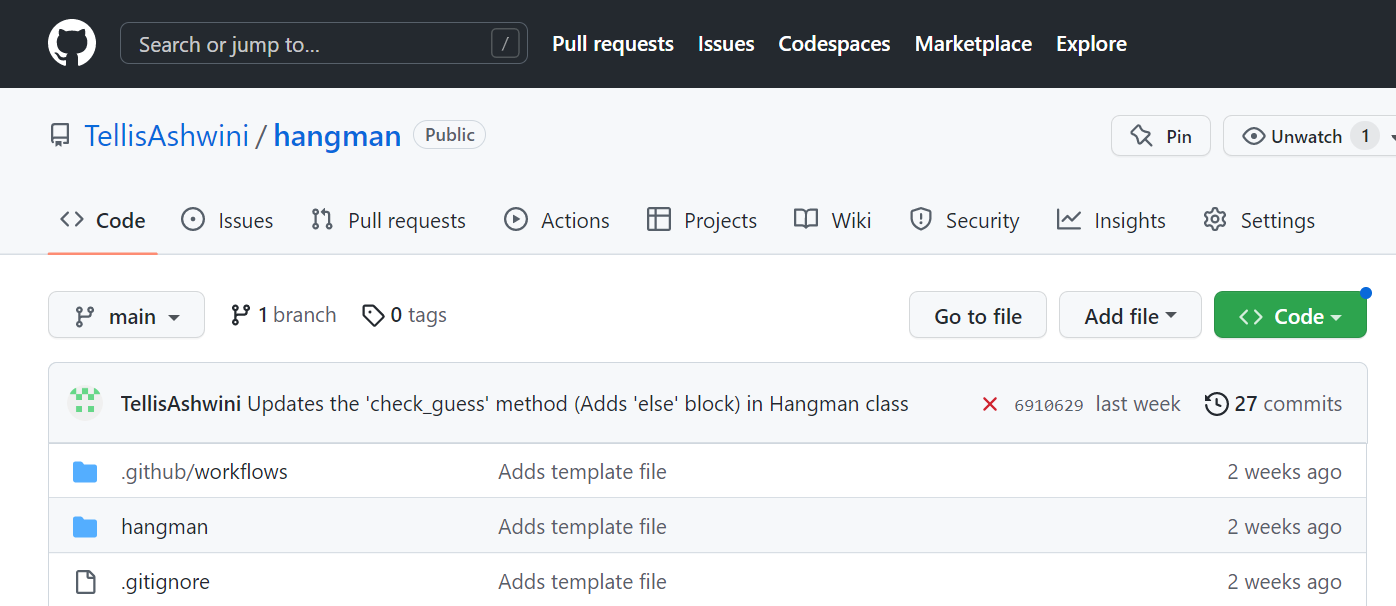 Search or jump to... / Pull requests Issues Codespaces Marketplace Explore
TellisAshwini / hangman Public Pin Unwatch 1
Code Issues Pull requests Actions Projects Wiki Security Insights Settings
main 1 branch 0 tags Go to file Add file Code
TellisAshwini Updates the 'check_guess' method (Adds 'else' block) in Hangman class 6910629 last week 27 commits
.github/workflows Adds template file 2 weeks ago
hangman Adds template file 2 weeks ago
.gitignore Adds template file 2 weeks ago